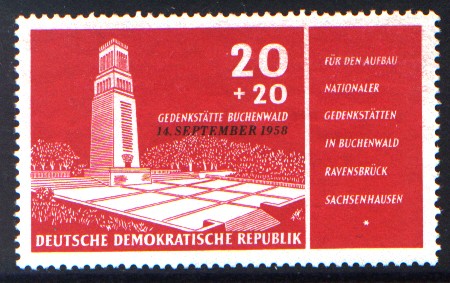 20
+ 20
GEDENKSTÄTTE BUCHENWALD
14. SEPTEMBER 1958
DEUTSCHE DEMOKRATISCHE REPUBLIK
FÜR DEN AUFBAU
NATIONALER
GEDENKSTÄTTEN
IN BUCHENWALD
RAVENSBRÜCK
SACHSENHAUSEN
*